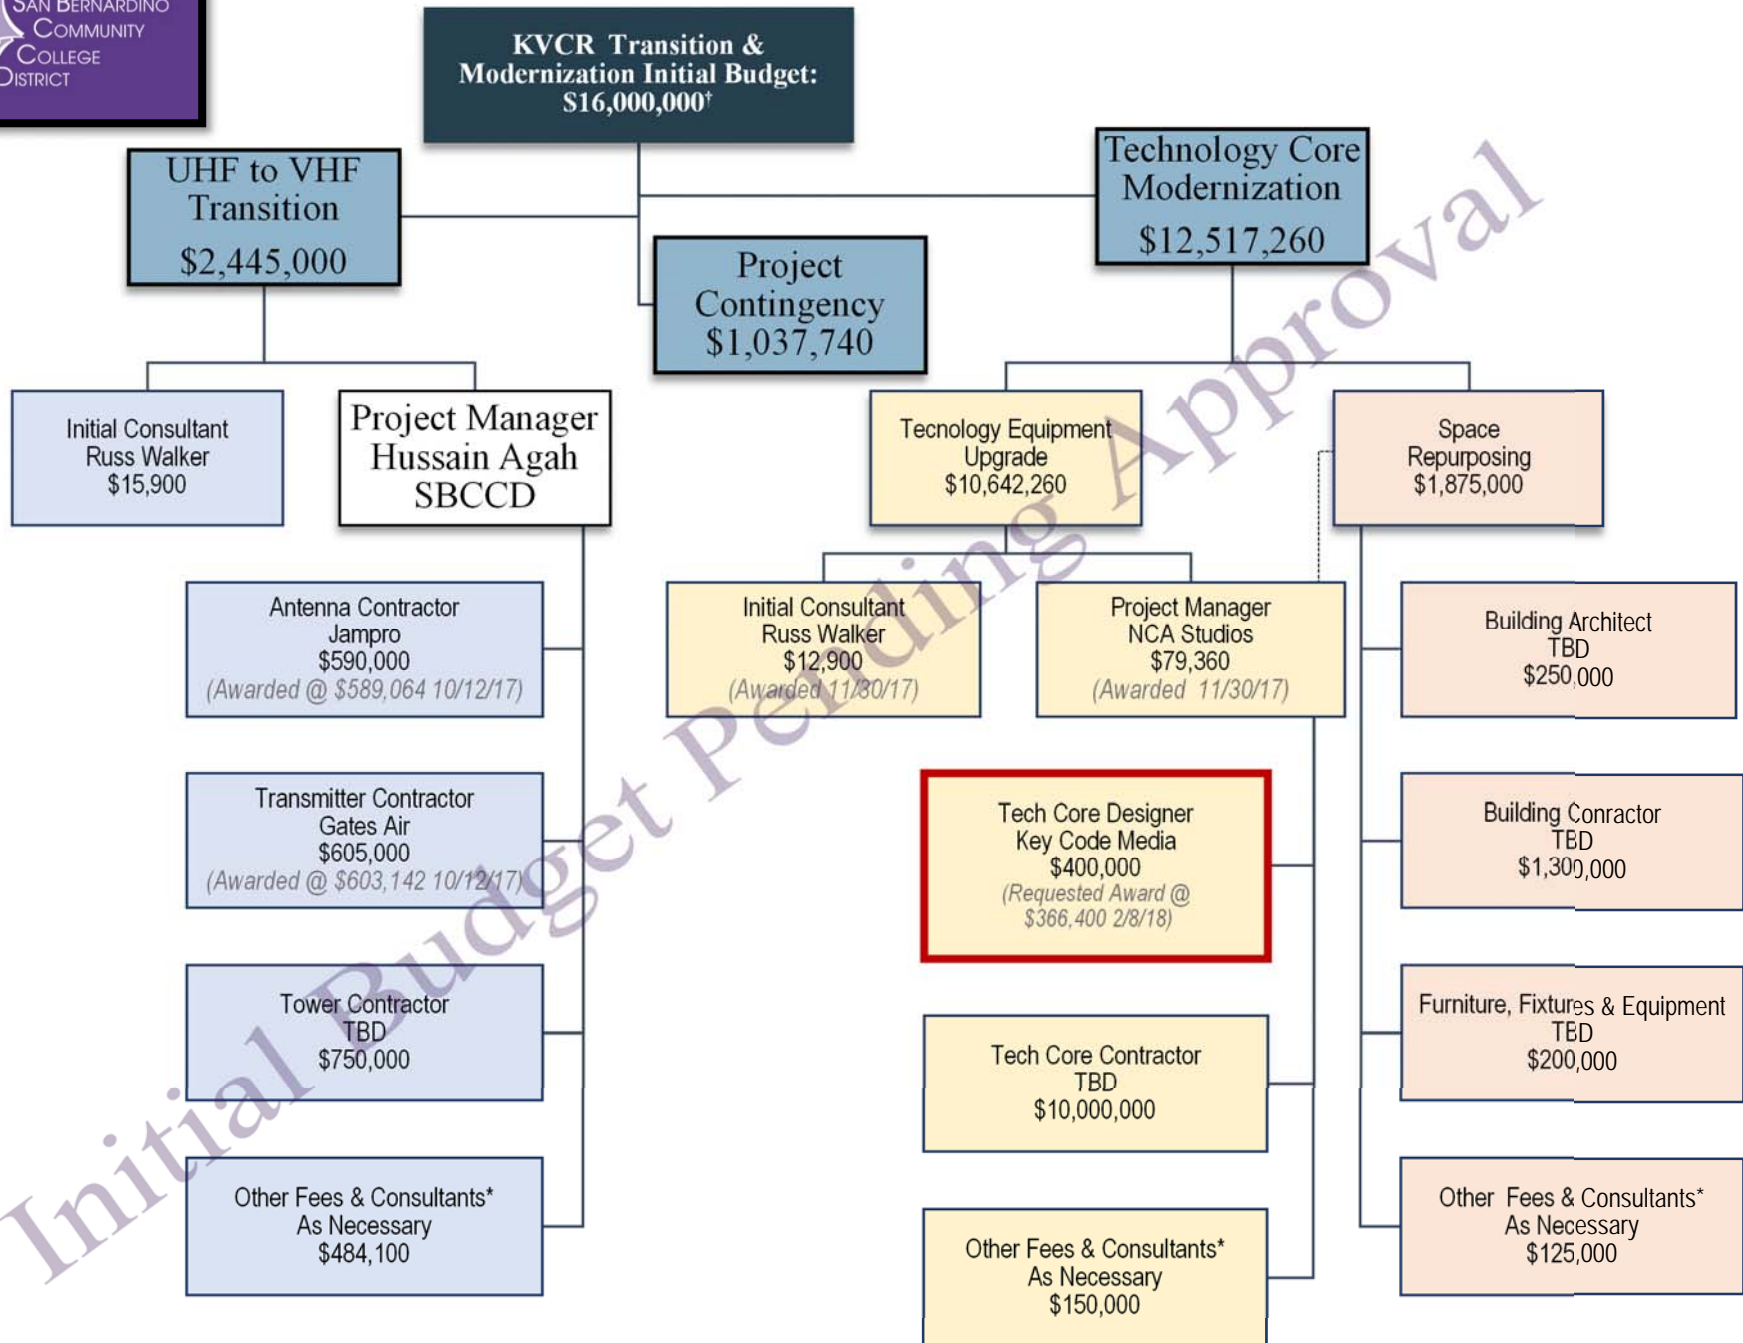 SAN BERNARDINO
COMMUNITY
COLLEGE
DISTRICT
KVCR Transition &
Modernization Initial Budget:
$16,000,000†
UHF to VHF
Transition
$2,445,000
Project
Contingency
$1,037,740
Technology Core
Modernization
$12,517,260
Initial Consultant
Russ Walker
$15,900
Project Manager
Hussain Agah
SBCCD
Tecnology Equipment
Upgrade
$10,642,260
Space
Repurposing
$1,875,000
Antenna Contractor
Jampro
$590,000
(Awarded @ $589,064 10/12/17)
Transmitter Contractor
Gates Air
$605,000
(Awarded @ $603,142 10/12/17)
Tower Contractor
TBD
$750,000
Other Fees & Consultants*
As Necessary
$484,100
Initial Consultant
Russ Walker
$12,900
(Awarded 11/30/17)
Project Manager
NCA Studios
$79,360
(Awarded 11/30/17)
Tech Core Designer
Key Code Media
$400,000
(Requested Award @
$366,400 2/8/18)
Tech Core Contractor
TBD
$10,000,000
Other Fees & Consultants*
As Necessary
$150,000
Building Architect
TBD
$250,000
Building Conractor
TBD
$1,300,000
Furniture, Fixtures & Equipment
TBD
$200,000
Other Fees & Consultants*
As Necessary
$125,000
Initial Budget Pending Approval